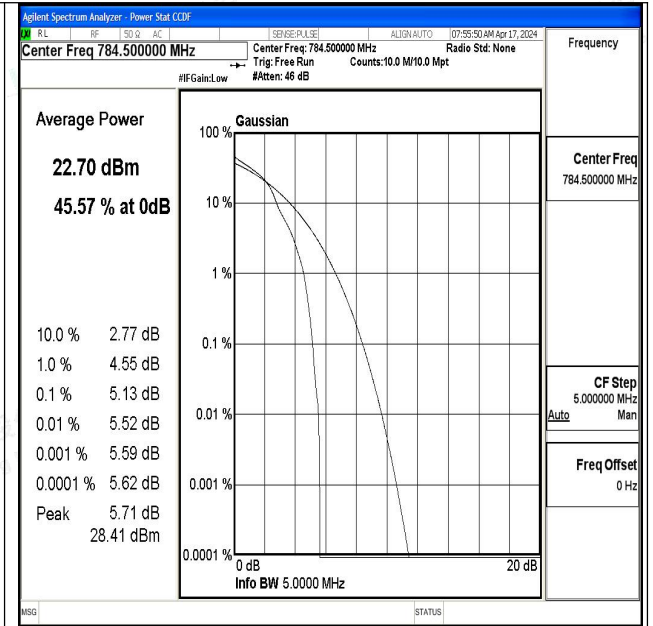 Agilent Spectrum Analyzer - Power Stat CCDF
RL RF 50 Ω AC SENSE:PULSE ALIGN AUTO 07:55:50 AM Apr 17, 2024
Center Freq 784.500000 MHz
Center Freq: 784.500000 MHz Radio Std: None
Trig: Free Run Counts:10.0 M/10.0 Mpt
#IFGain:Low #Atten: 46 dB
Frequency
Average Power
22.70 dBm
45.57 % at 0dB
10.0 % 2.77 dB
1.0 % 4.55 dB
0.1 % 5.13 dB
0.01 % 5.52 dB
0.001 % 5.59 dB
0.0001 % 5.62 dB
Peak 5.71 dB
28.41 dBm
Gaussian
100 %
10 %
1 %
0.1 %
0.01 %
0.001 %
0.0001 %
0 dB 20 dB
Info BW 5.0000 MHz
Center Freq
784.500000 MHz
CF Step
5.000000 MHz
Auto Man
Freq Offset
0 Hz
MSG STATUS